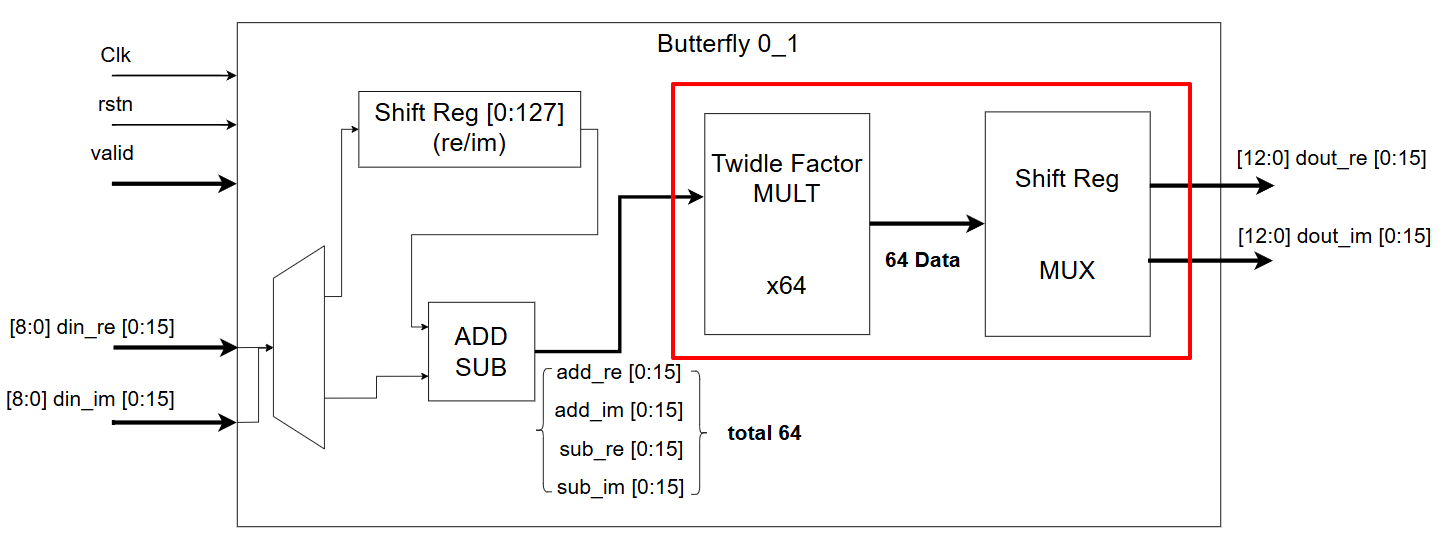 Butterfly 0_1
Clk
rstn
valid
Shift Reg [0:127]
(re/im)
Twidle Factor
MULT
x64
64 Data
Shift Reg
MUX
[12:0] dout_re [0:15]
[12:0] dout_im [0:15]
[8:0] din_re [0:15]
[8:0] din_im [0:15]
ADD
SUB
add_re [0:15]
add_im [0:15]
sub_re [0:15]
sub_im [0:15]
total 64